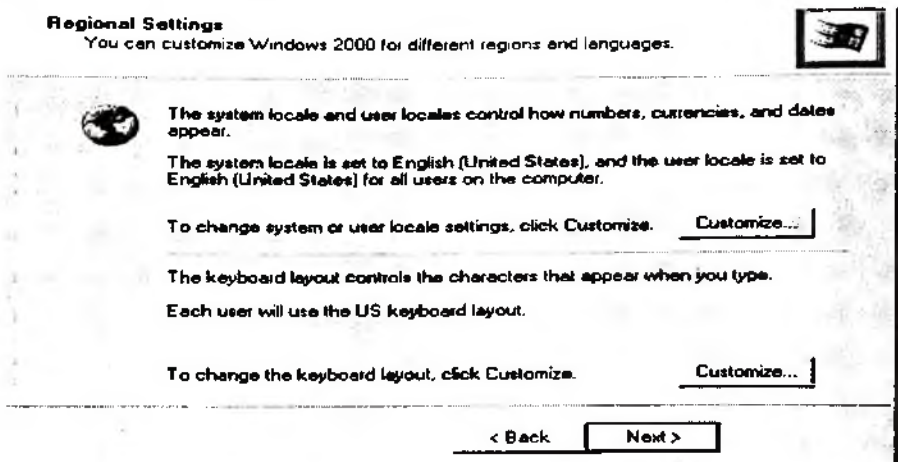 Regional Settings
You can customize Windows 2000 for different regions and languages.
The system locale and user locales control how numbers, currencies, and dates
appear.
The system locale is set to English (United States), and the user locale is set to
English (United States) for all users on the computer.
To change system or user locale settings, click Customize.
Customize...
The keyboard layout controls the characters that appear when you type.
Each user will use the US keyboard layout.
To change the keyboard layout, click Customize.
Customize...
< Back
Next >